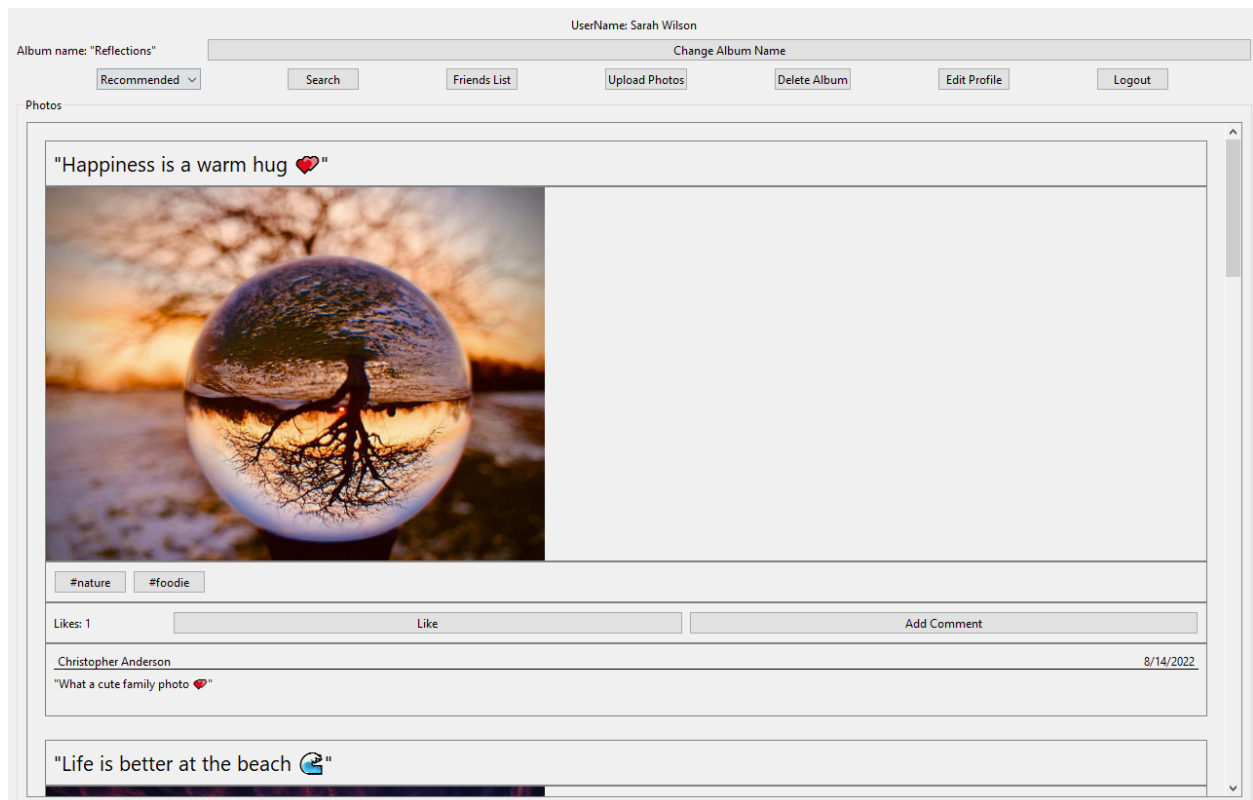 UserName: Sarah Wilson
Album name: "Reflections" Change Album Name
Recommended Search Friends List Upload Photos Delete Album Edit Profile Logout
Photos
"Happiness is a warm hug 💞"
#nature #foodie
Likes: 1 Like Add Comment
Christopher Anderson 8/14/2022
"What a cute family photo 💞"
"Life is better at the beach 🌊"